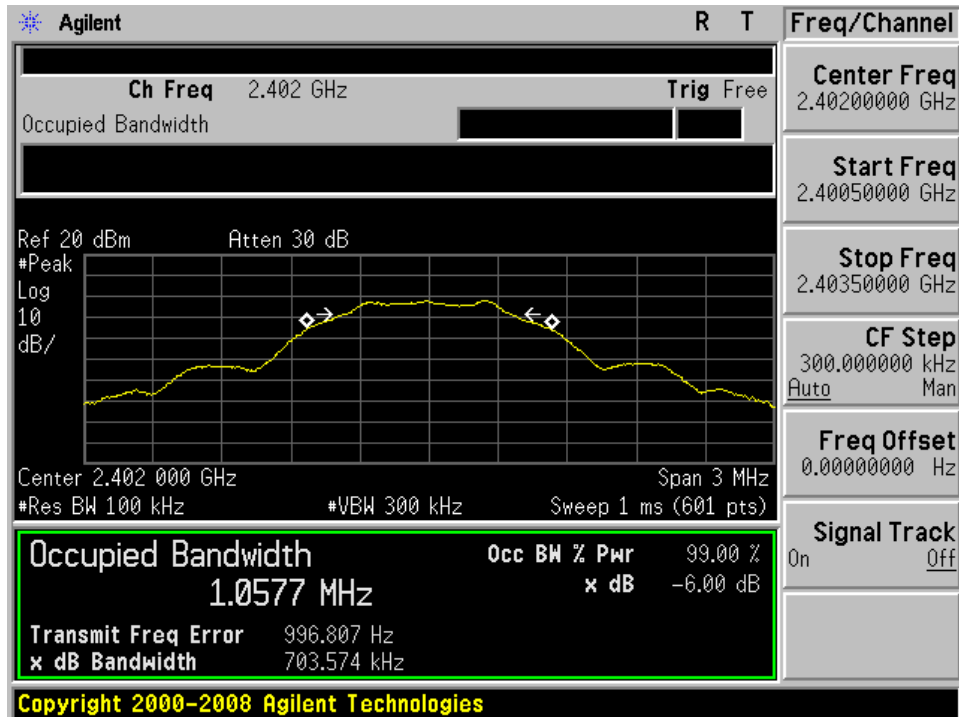 Agilent R T Freq/Channel
Ch Freq 2.402 GHz Trig Free
Occupied Bandwidth
Center Freq
2.40200000 GHz
Start Freq
2.40050000 GHz
Stop Freq
2.40350000 GHz
CF Step
300.000000 kHz
Auto Man
Freq Offset
0.00000000 Hz
Signal Track
On Off
Ref 20 dBm Atten 30 dB
#Peak
Log
10
dB/
Center 2.402 000 GHz Span 3 MHz
#Res BW 100 kHz #VBW 300 kHz Sweep 1 ms (601 pts)
Occupied Bandwidth Occ BW % Pwr 99.00 %
1.0577 MHz x dB -6.00 dB
Transmit Freq Error 996.807 Hz
x dB Bandwidth 703.574 kHz
Copyright 2000-2008 Agilent Technologies